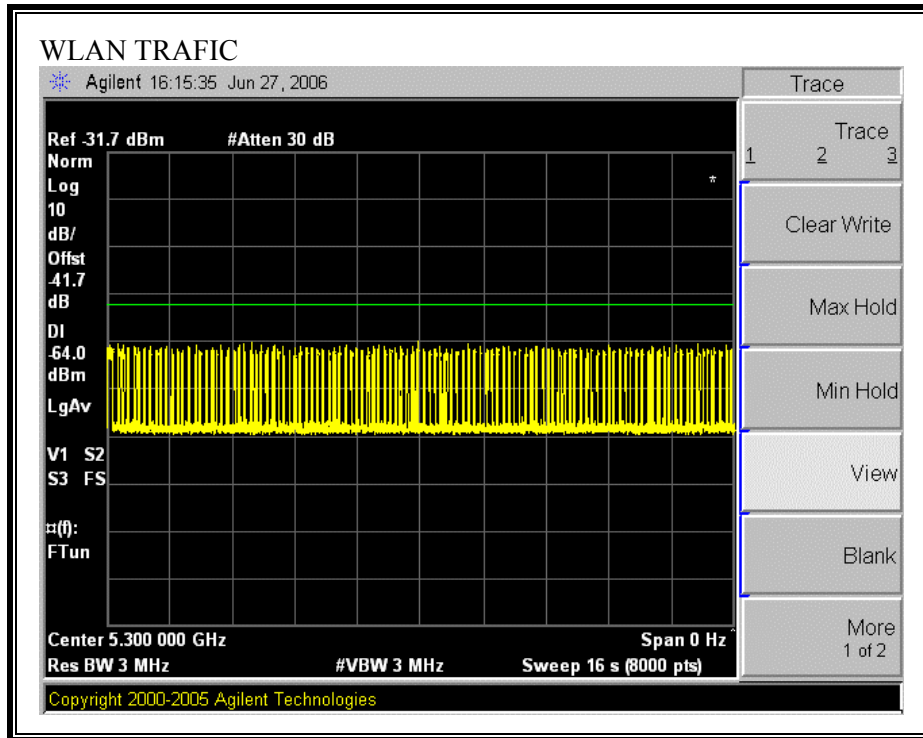 WLAN TRAFIC
Agilent 16:15:35 Jun 27, 2006
Trace
Ref -31.7 dBm #Atten 30 dB
Norm
Log
10
dB/
Offst
-41.7
dB
DI
-64.0
dBm
LgAv
V1 S2
S3 FS
¤(f):
FTun
*
Center 5.300 000 GHz Span 0 Hz^
Res BW 3 MHz #VBW 3 MHz Sweep 16 s (8000 pts)
Copyright 2000-2005 Agilent Technologies
Trace
1 2 3
Clear Write
Max Hold
Min Hold
View
Blank
More
1 of 2